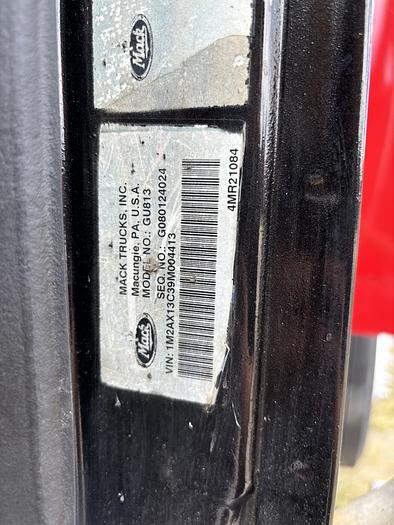 Mack
MACK TRUCKS, INC.
Macungie, PA, U.S.A.
MODEL NO.: GU813
SEQ. NO.: G080124024
Mack
VIN: 1M2AX13C39M004413
4MR21084